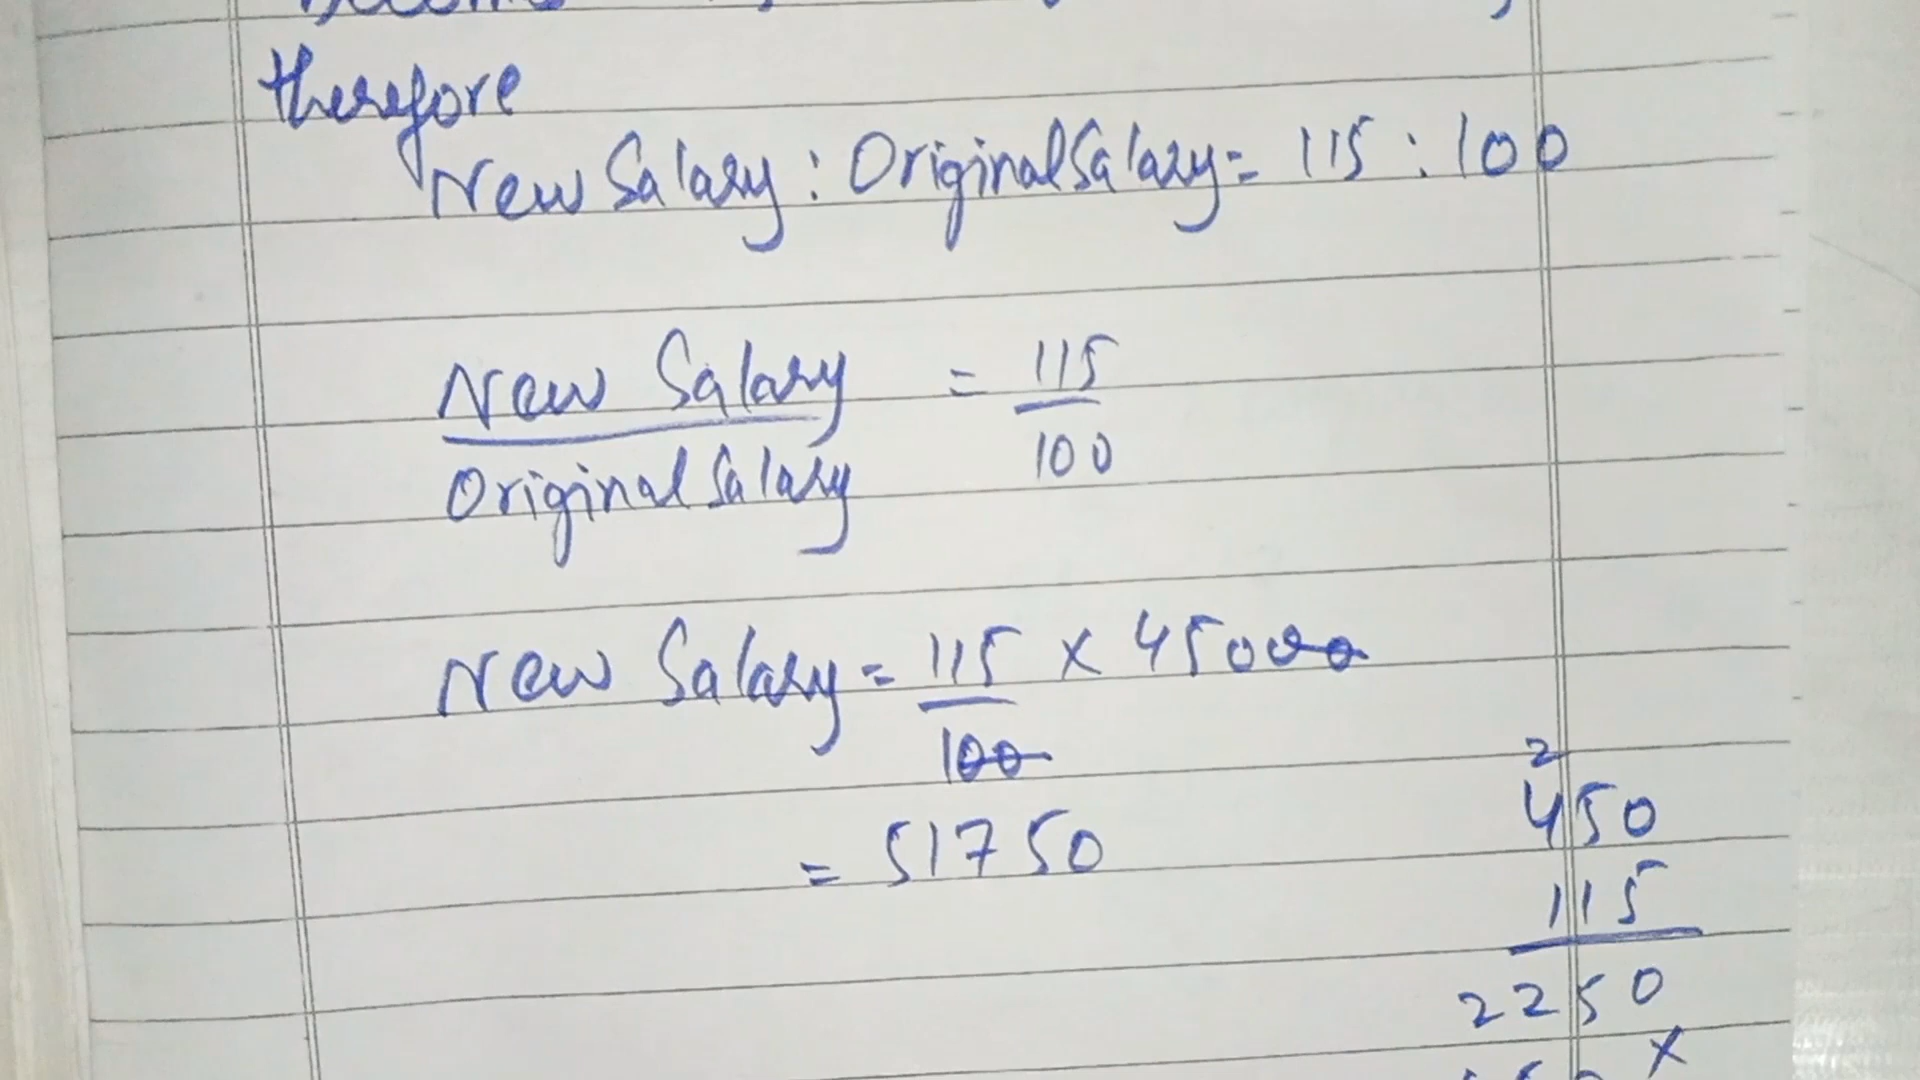 therefore
New Salary : Original Salary = 115 : 100
New Salary = 115
Original Salary 100
New Salary = 115 x 45000
100
= 51750
2
450
115
2250
x